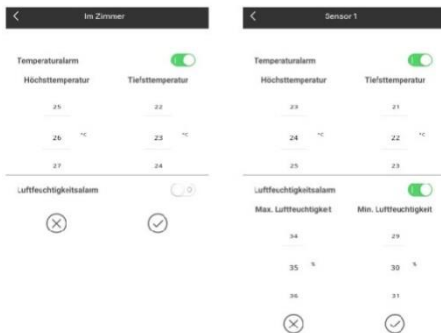 Im Zimmer
Temperaturalarm
Höchsttemperatur Tiefsttemperatur
25 22
26 °C 23 °C
27 24
Luftfeuchtigkeitsalarm
Sensor 1
Temperaturalarm
Höchsttemperatur Tiefsttemperatur
23 21
24 °C 22 °C
25 23
Luftfeuchtigkeitsalarm
Max. Luftfeuchtigkeit Min. Luftfeuchtigkeit
34 29
35 % 30 %
36 31